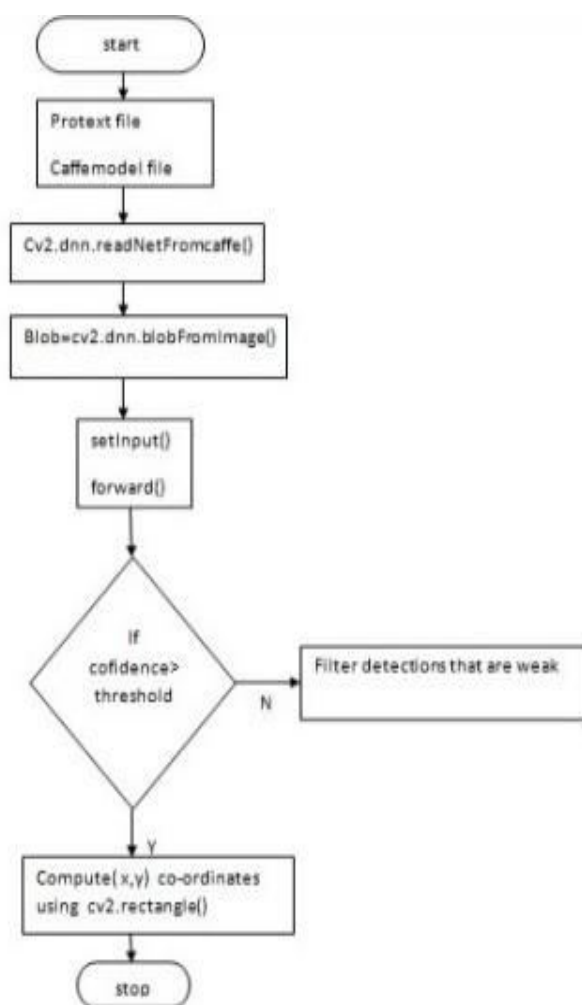 start
Protext file
Caffemodel file
Cv2.dnn.readNetFromcaffe()
Blob=cv2.dnn.blobFromImage()
setInput()
forward()
If
cofidence>
threshold
N
Filter detections that are weak
Y
Compute(x,y) co-ordinates
using cv2.rectangle()
stop